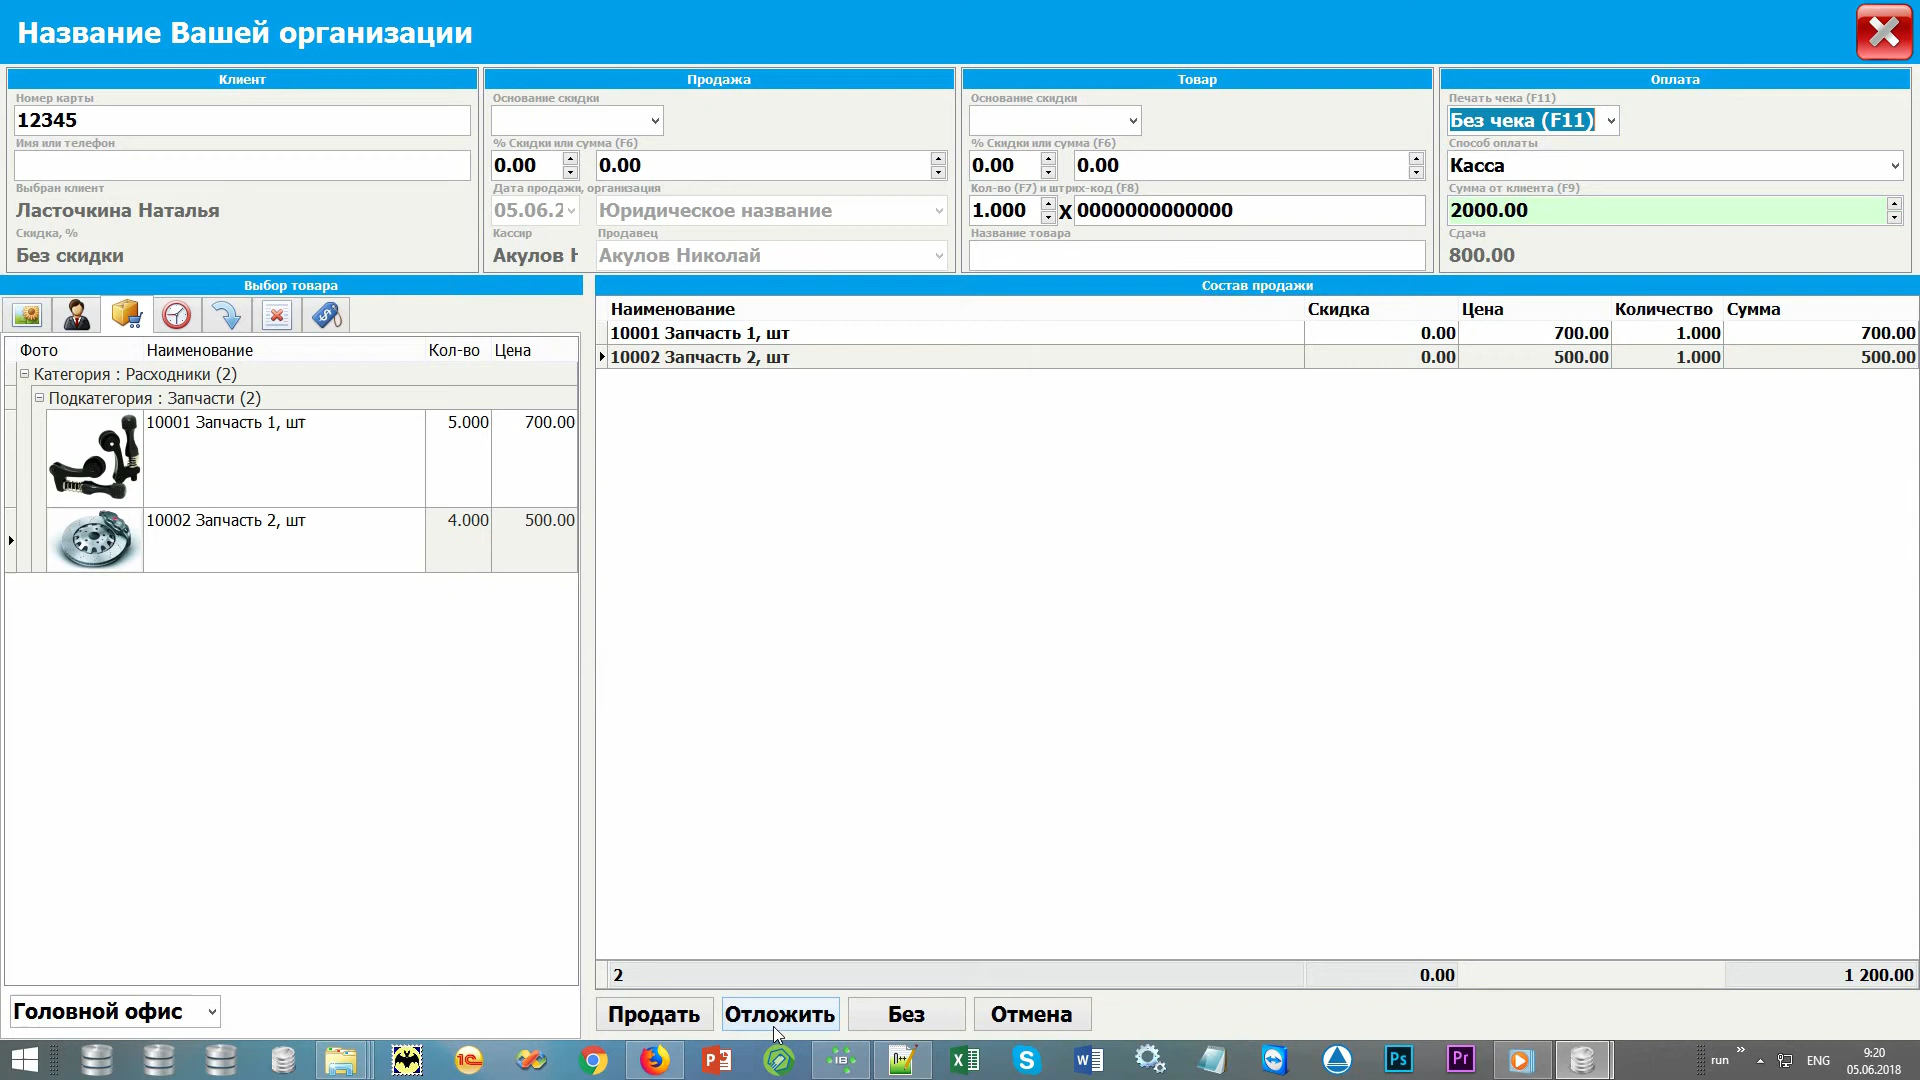 Название Вашей организации
Клиент
Номер карты
12345
Имя или телефон
Выбран клиент
Ласточкина Наталья
Скидка, %
Без скидки
Продажа
Основание скидки
% Скидки или сумма (F6)
0.00 0.00
Дата продажи, организация
05.06.2 Юридическое название
Кассир Продавец
Акулов Н Акулов Николай
Товар
Основание скидки
% Скидки или сумма (F6)
0.00 0.00
Кол-во (F7) и штрих-код (F8)
1.000 X 0000000000000
Название товара
Оплата
Печать чека (F11)
Без чека (F11)
Способ оплаты
Касса
Сумма от клиента (F9)
2000.00
Сдача
800.00
Выбор товара
Фото Наименование Кол-во Цена
Категория : Расходники (2)
Подкатегория : Запчасти (2)
10001 Запчасть 1, шт 5.000 700.00
10002 Запчасть 2, шт 4.000 500.00
Головной офис
Состав продажи
Наименование Скидка Цена Количество Сумма
10001 Запчасть 1, шт 0.00 700.00 1.000 700.00
10002 Запчасть 2, шт 0.00 500.00 1.000 500.00
2 0.00 1 200.00
Продать Отложить Без Отмена
run ENG 9:20
05.06.2018